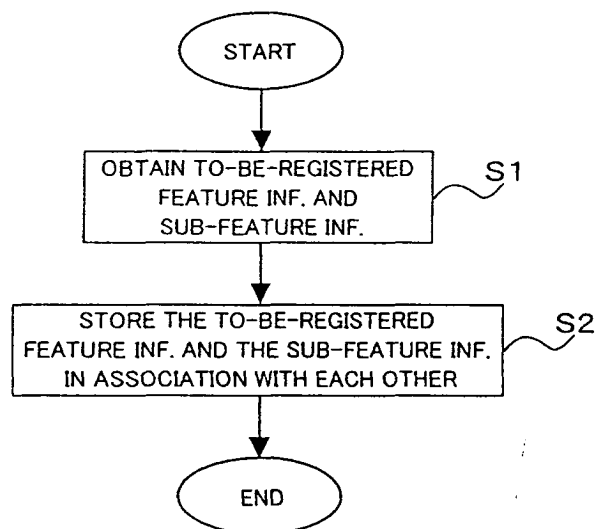 START
OBTAIN TO-BE-REGISTERED
FEATURE INF. AND
SUB-FEATURE INF.
S1
STORE THE TO-BE-REGISTERED
FEATURE INF. AND THE SUB-FEATURE INF.
IN ASSOCIATION WITH EACH OTHER
S2
END